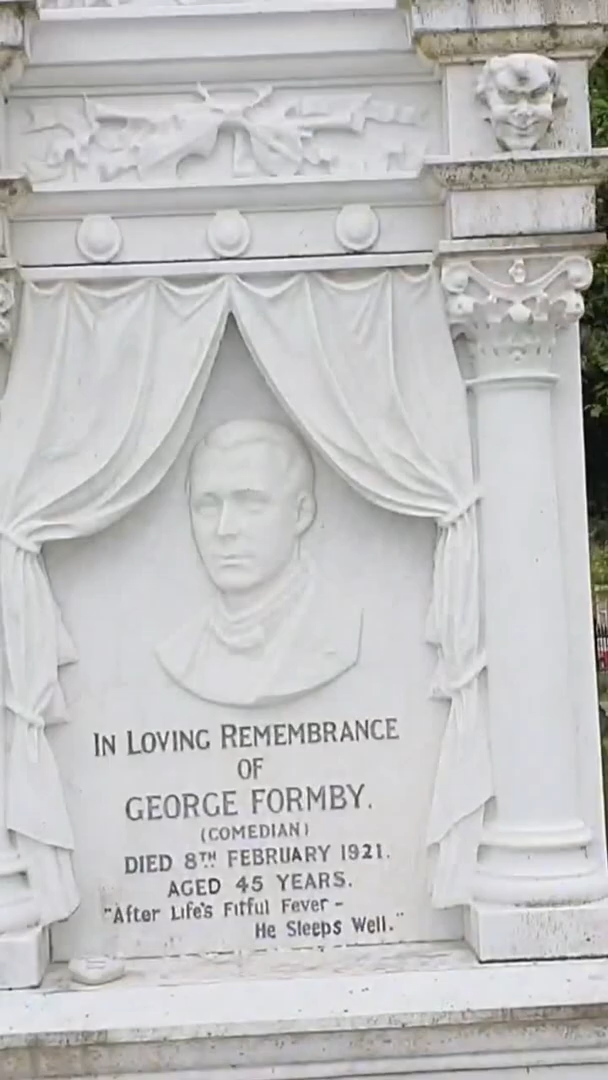 IN LOVING REMEMBRANCE
OF
GEORGE FORMBY.
(COMEDIAN)
DIED 8TH FEBRUARY 1921.
AGED 45 YEARS.
"After Life's Fitful Fever –
He Sleeps Well."